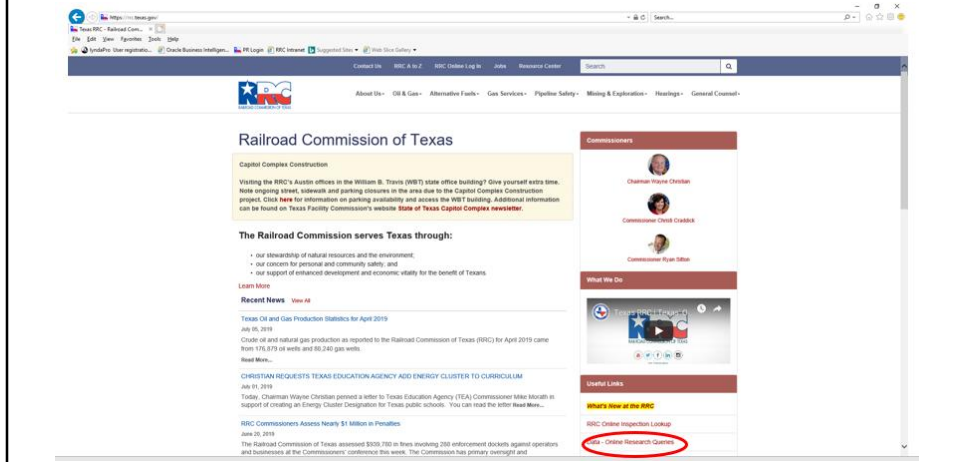 https://rrc.texas.gov/
Search...
Texas RRC - Railroad Com...
File Edit View Favorites Tools Help
lyndaPro User registratio... Oracle Business Intelligen... PR Login RRC Intranet Suggested Sites Web Slice Gallery
Contact Us RRC A to Z RRC Online Log In Jobs Resource Center Search
RRC
RAILROAD COMMISSION OF TEXAS
About Us Oil & Gas Alternative Fuels Gas Services Pipeline Safety Mining & Exploration Hearings General Counsel
Railroad Commission of Texas
Capitol Complex Construction
Visiting the RRC's Austin offices in the William B. Travis (WBT) state office building? Give yourself extra time.
Note ongoing street, sidewalk and parking closures in the area due to the Capitol Complex Construction
project. Click here for information on parking availability and access the WBT building. Additional information
can be found on Texas Facility Commission's website State of Texas Capitol Complex newsletter.
The Railroad Commission serves Texas through:
• our stewardship of natural resources and the environment;
• our concern for personal and community safety; and
• our support of enhanced development and economic vitality for the benefit of Texans.
Learn More
Recent News View All
Texas Oil and Gas Production Statistics for April 2019
July 05, 2019
Crude oil and natural gas production as reported to the Railroad Commission of Texas (RRC) for April 2019 came
from 176,879 oil wells and 86,240 gas wells.
Read More...
CHRISTIAN REQUESTS TEXAS EDUCATION AGENCY ADD ENERGY CLUSTER TO CURRICULUM
July 01, 2019
Today, Chairman Wayne Christian penned a letter to Texas Education Agency (TEA) Commissioner Mike Morath in
support of creating an Energy Cluster Designation for Texas public schools. You can read the letter Read More...
RRC Commissioners Assess Nearly $1 Million in Penalties
June 20, 2019
The Railroad Commission of Texas assessed $939,780 in fines involving 288 enforcement dockets against operators
and businesses at the Commissioners' conference this week. The Commission has primary oversight and
Commissioners
Chairman Wayne Christian
Commissioner Christi Craddick
Commissioner Ryan Sitton
What We Do
Texas RRC
Useful Links
What's New at the RRC
RRC Online Inspection Lookup
Data - Online Research Queries